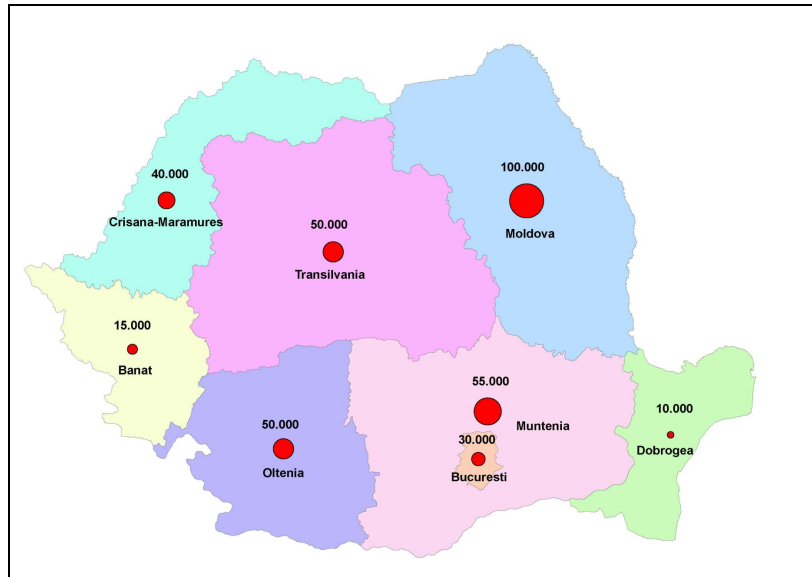 100.000
Moldova
40.000
Crisana-Maramures
50.000
Transilvania
15.000
Banat
55.000
Muntenia
10.000
Dobrogea
50.000
Oltenia
30.000
Bucuresti